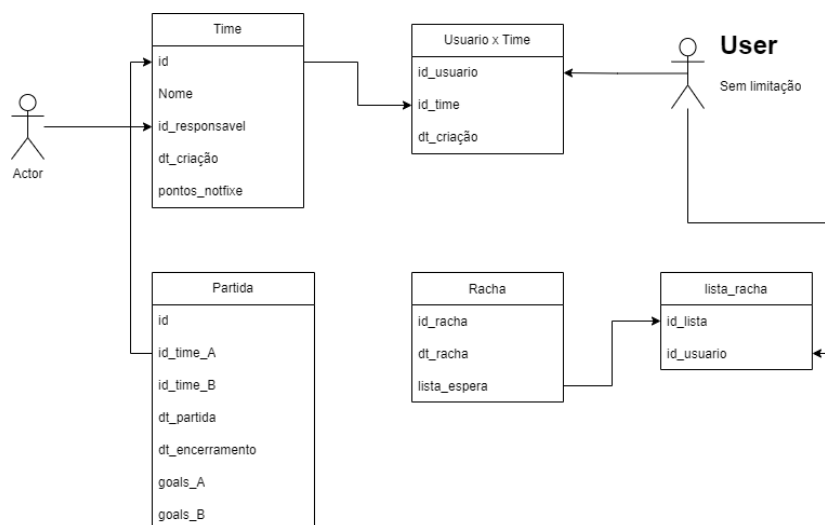 Time
id
Nome
id_responsavel
dt_criação
pontos_notfixe
Actor
Usuario x Time
id_usuario
id_time
dt_criação
User
Sem limitação
Partida
id
id_time_A
id_time_B
dt_partida
dt_encerramento
goals_A
goals_B
Racha
id_racha
dt_racha
lista_espera
lista_racha
id_lista
id_usuario